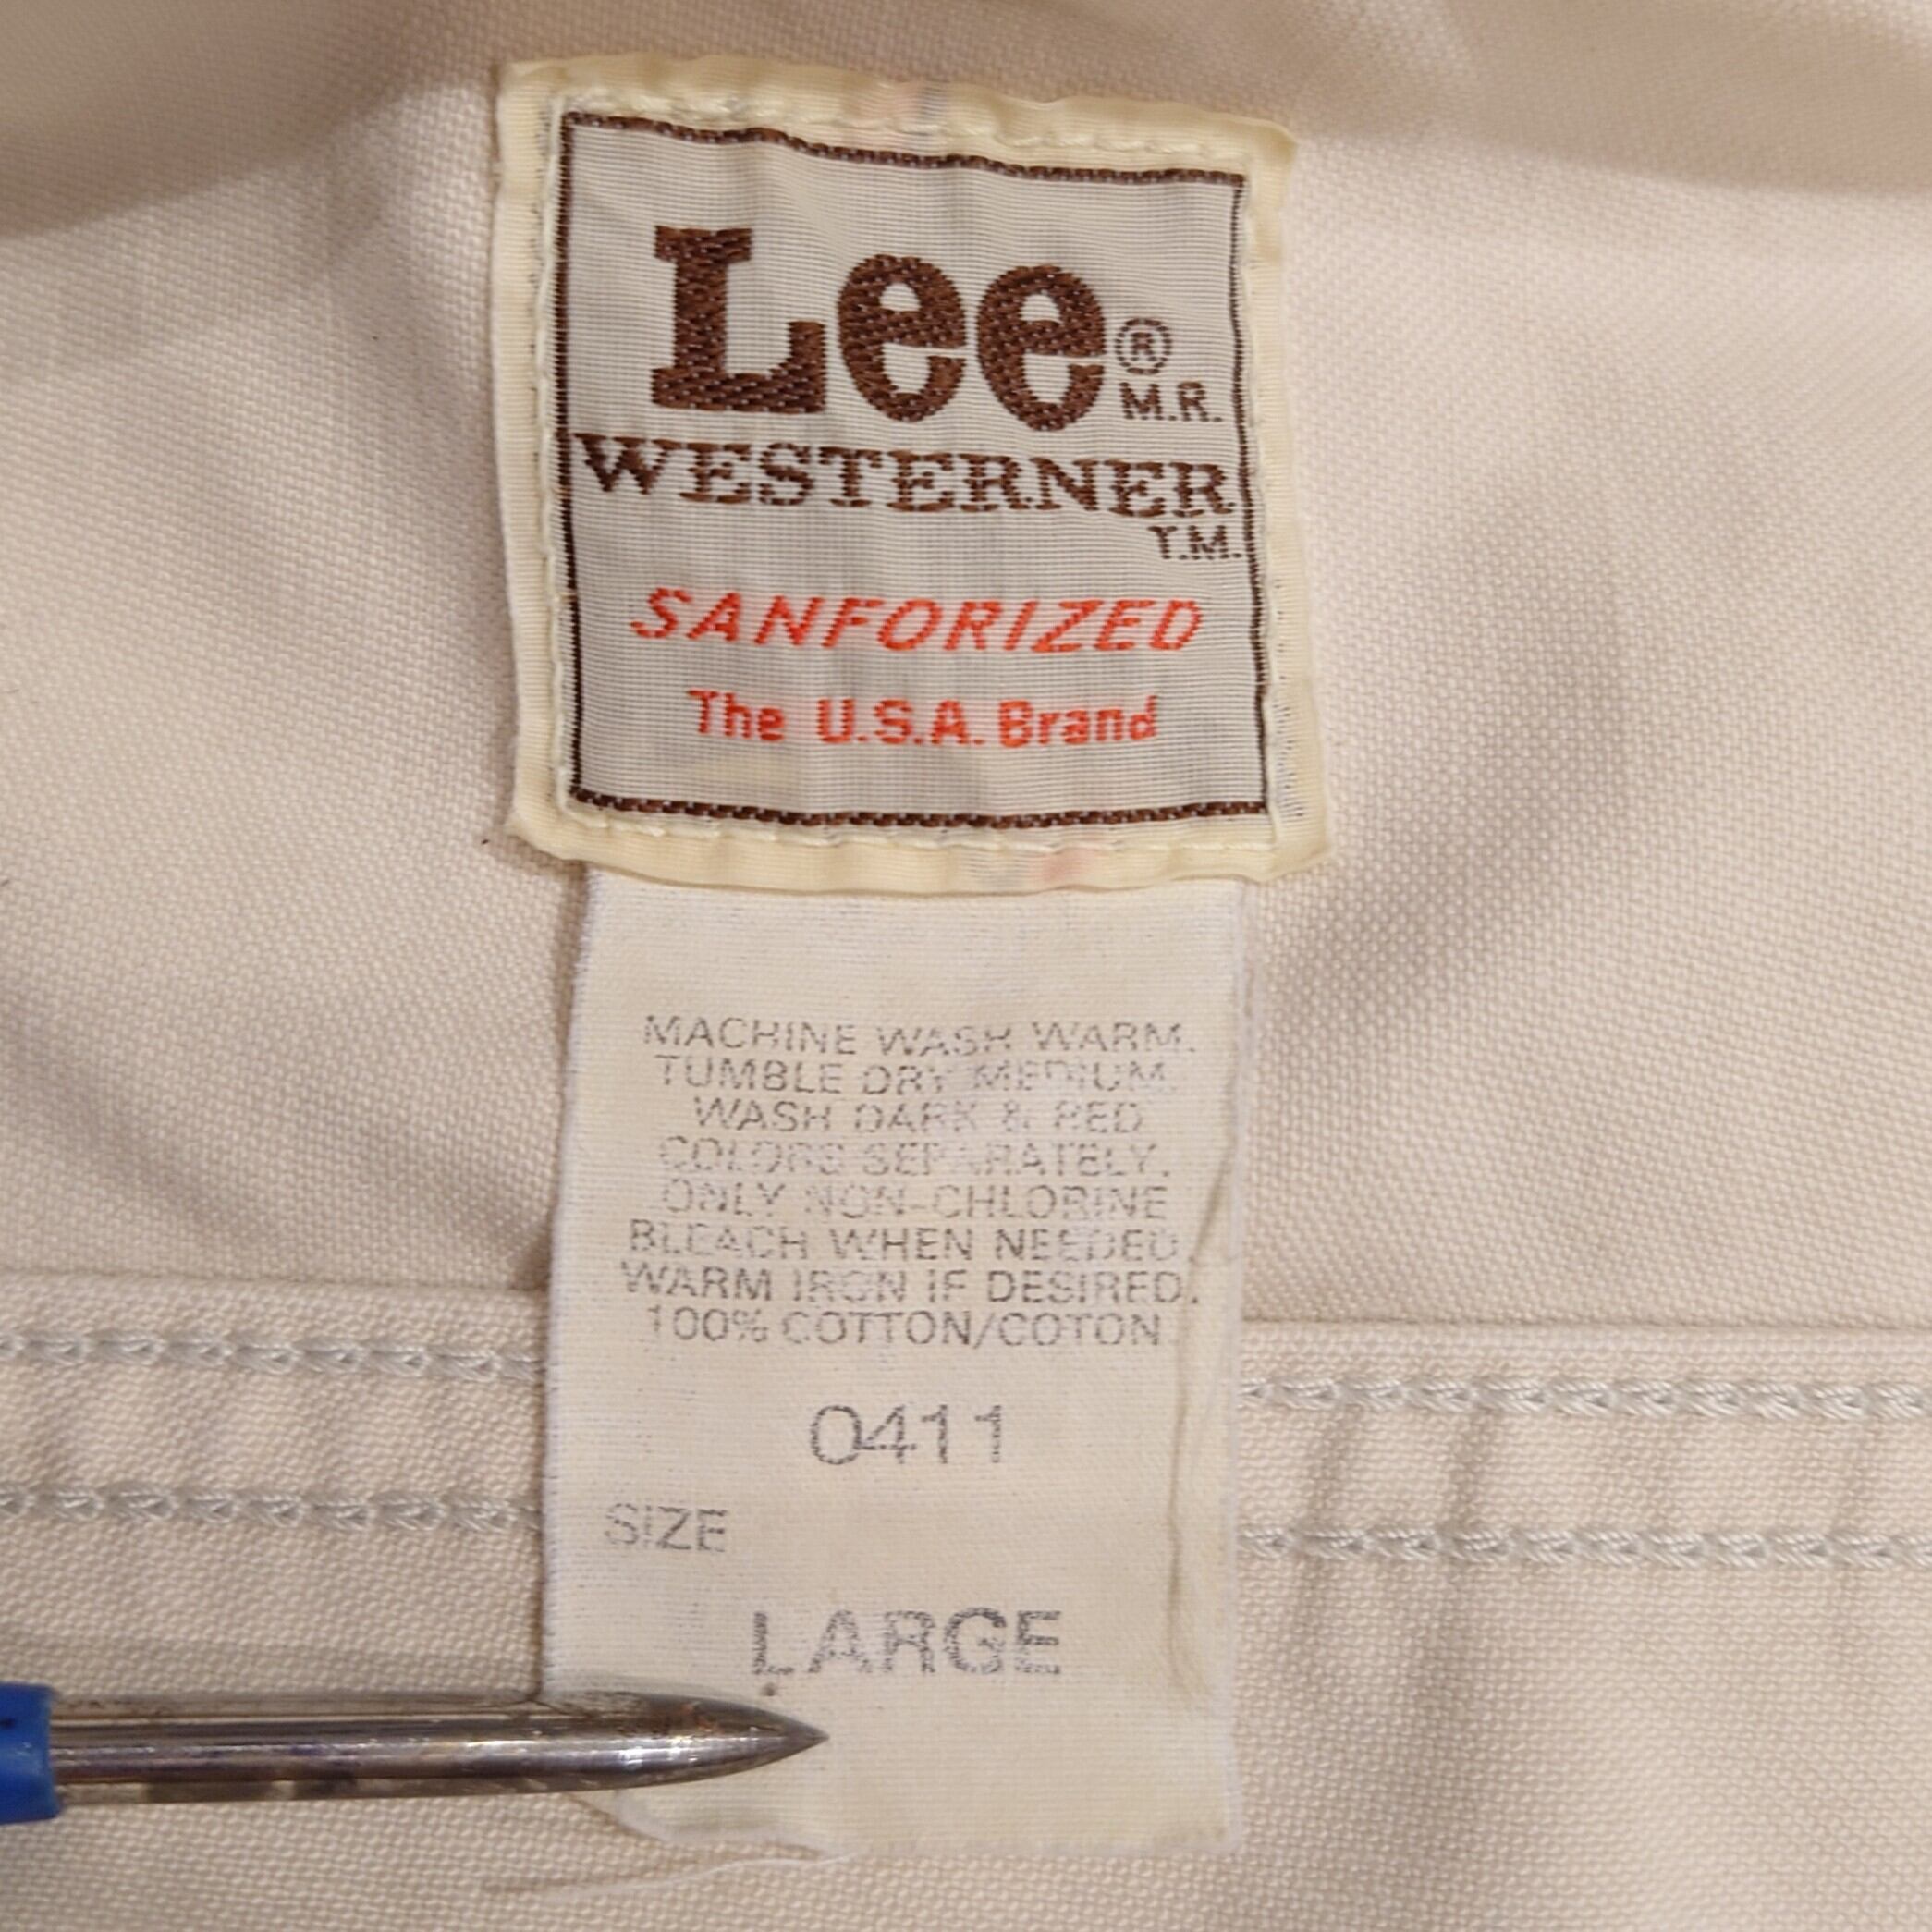 Lee®
M.R.
WESTERNER
T.M.
SANFORIZED
The U.S.A. Brand
MACHINE WASH WARM.
TUMBLE DRY MEDIUM.
WASH DARK & RED
COLORS SEPARATELY.
ONLY NON-CHLORINE
BLEACH WHEN NEEDED.
WARM IRON IF DESIRED.
100% COTTON/COTON
0411
SIZE
LARGE